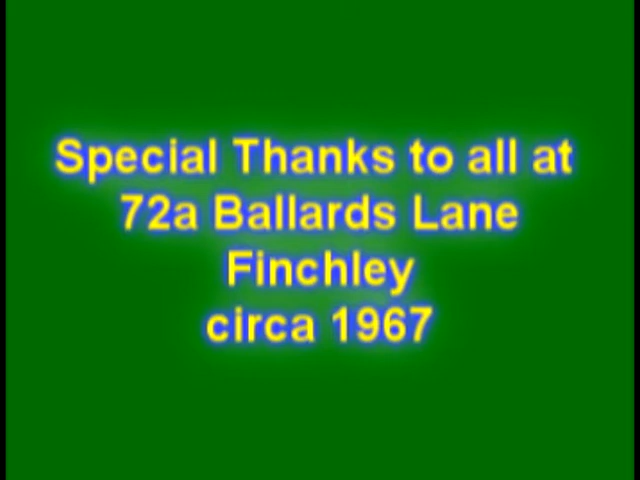 Special Thanks to all at
72a Ballards Lane
Finchley
circa 1967